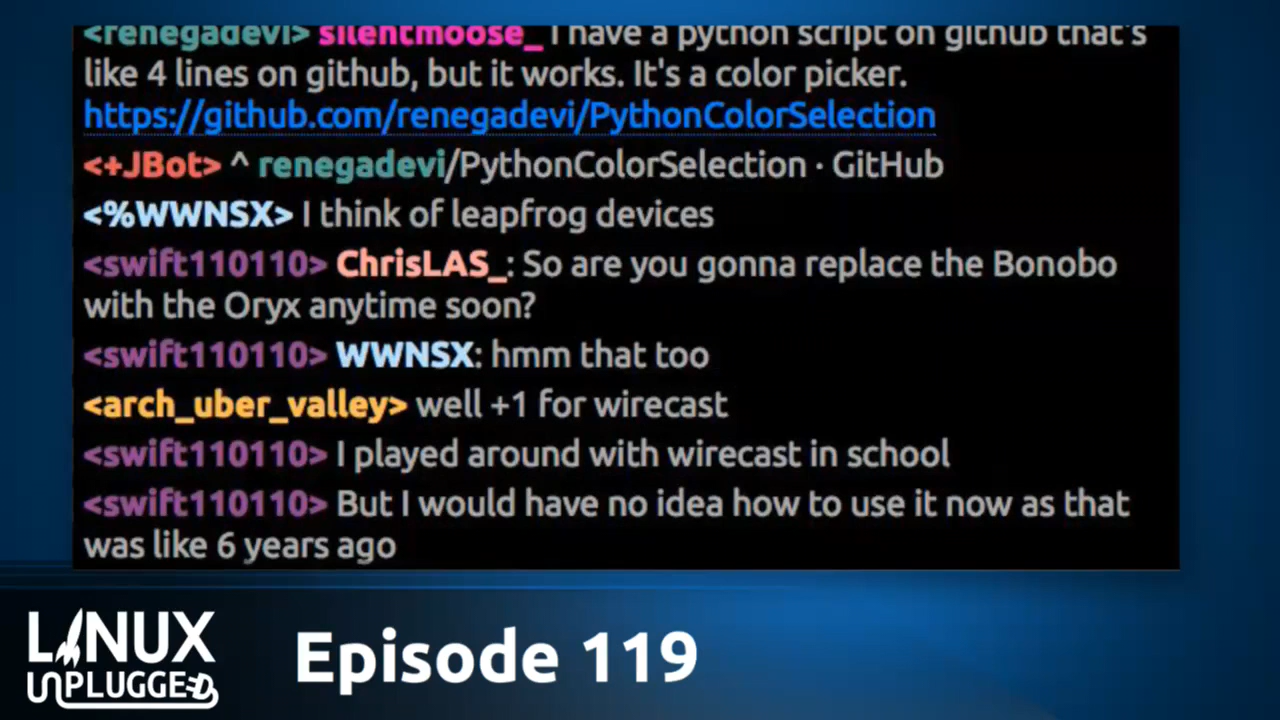 <renegadevi> silentmoose_ I have a python script on github that's
like 4 lines on github, but it works. It's a color picker.
https://github.com/renegadevi/PythonColorSelection
<+JBot> ^ renegadevi/PythonColorSelection · GitHub
<%WWNSX> I think of leapfrog devices
<swift110110> ChrisLAS_: So are you gonna replace the Bonobo
with the Oryx anytime soon?
<swift110110> WWNSX: hmm that too
<arch_uber_valley> well +1 for wirecast
<swift110110> I played around with wirecast in school
<swift110110> But I would have no idea how to use it now as that
was like 6 years ago
LINUX
UNPLUGGED
Episode 119